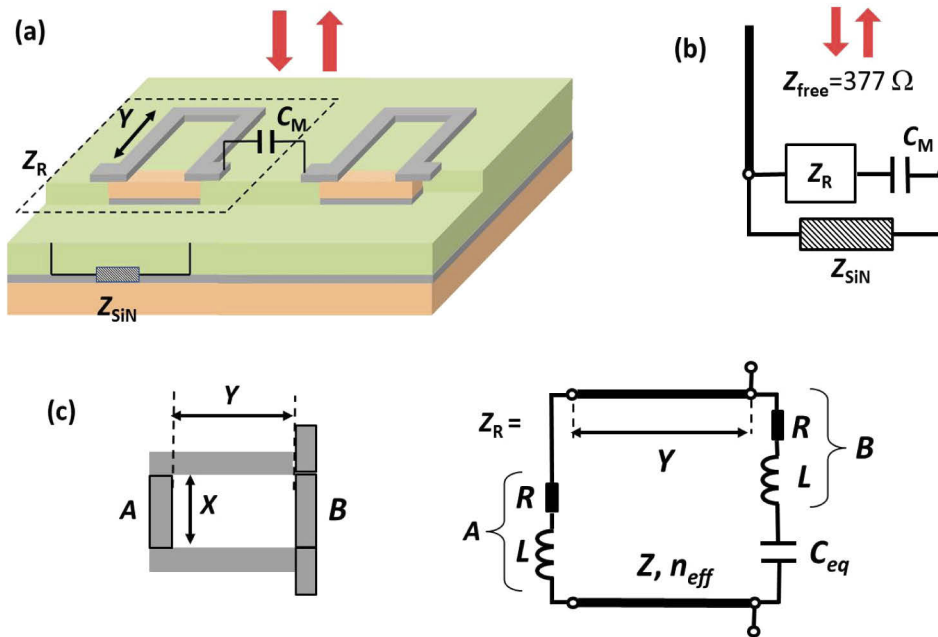 (a)
Y
C_M
Z_R
Z_SiN
(b)
Z_free=377 Ω
C_M
Z_R
Z_SiN
(c)
Y
A
X
B
Z_R =
Y
R
L
B
A
R
L
C_eq
Z, n_eff